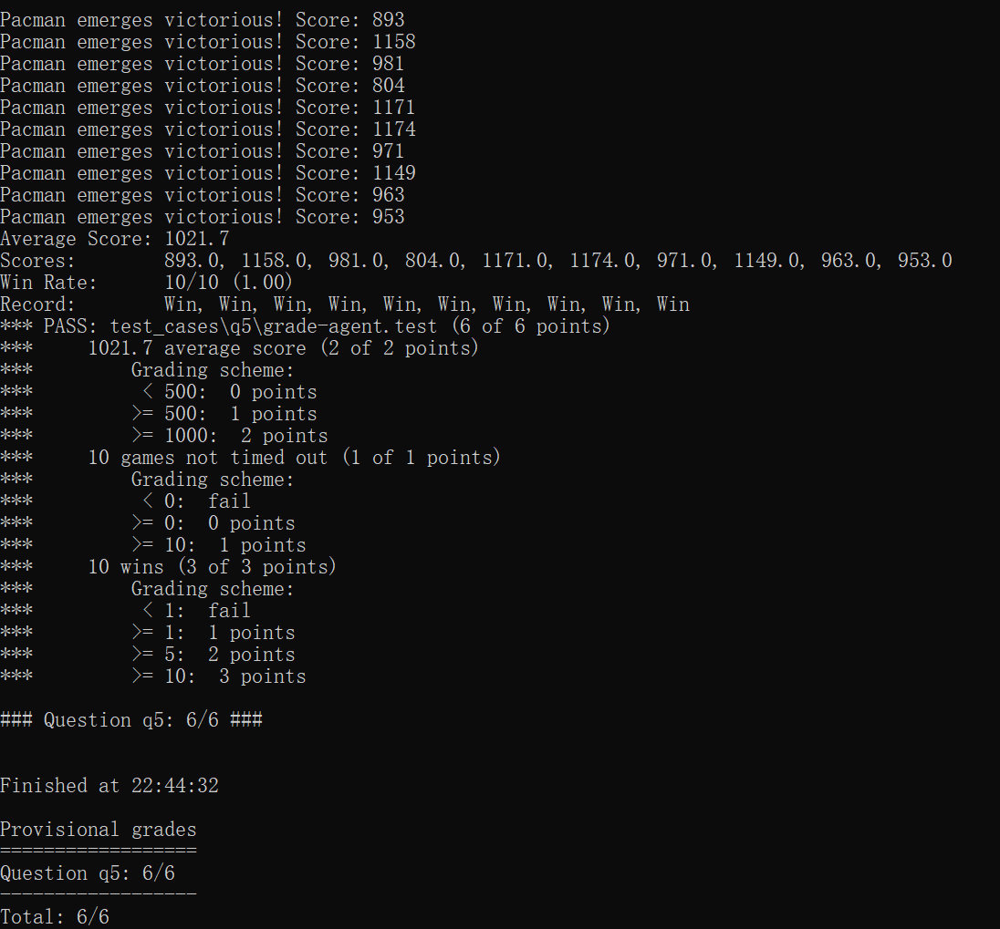 Pacman emerges victorious! Score: 893
Pacman emerges victorious! Score: 1158
Pacman emerges victorious! Score: 981
Pacman emerges victorious! Score: 804
Pacman emerges victorious! Score: 1171
Pacman emerges victorious! Score: 1174
Pacman emerges victorious! Score: 971
Pacman emerges victorious! Score: 1149
Pacman emerges victorious! Score: 963
Pacman emerges victorious! Score: 953
Average Score: 1021.7
Scores:        893.0, 1158.0, 981.0, 804.0, 1171.0, 1174.0, 971.0, 1149.0, 963.0, 953.0
Win Rate:      10/10 (1.00)
Record:        Win, Win, Win, Win, Win, Win, Win, Win, Win, Win
*** PASS: test_cases\q5\grade-agent.test (6 of 6 points)
***     1021.7 average score (2 of 2 points)
***         Grading scheme:
***          < 500:  0 points
***         >= 500:  1 points
***         >= 1000:  2 points
***     10 games not timed out (1 of 1 points)
***         Grading scheme:
***          < 0:  fail
***         >= 0:  0 points
***         >= 10:  1 points
***     10 wins (3 of 3 points)
***         Grading scheme:
***          < 1:  fail
***         >= 1:  1 points
***         >= 5:  2 points
***         >= 10:  3 points
### Question q5: 6/6 ###
Finished at 22:44:32
Provisional grades
==================
Question q5: 6/6
------------------
Total: 6/6